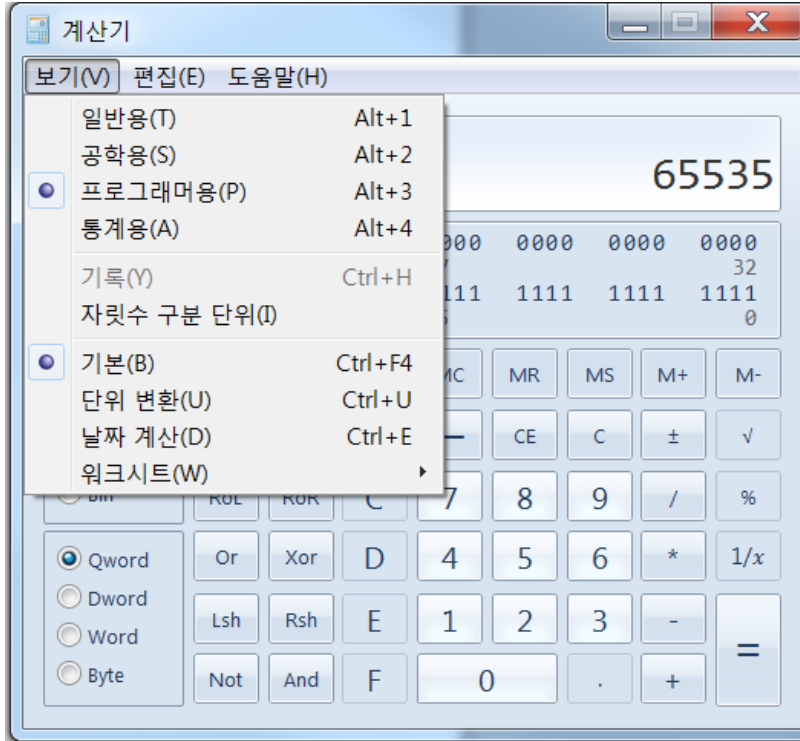 계산기
보기(V) 편집(E) 도움말(H)
일반용(T) Alt+1
공학용(S) Alt+2
프로그래머용(P) Alt+3
통계용(A) Alt+4
기록(Y) Ctrl+H
자릿수 구분 단위(I)
기본(B) Ctrl+F4
단위 변환(U) Ctrl+U
날짜 계산(D) Ctrl+E
워크시트(W)
65535
0000 0000 0000
32
1111 1111 1111
0
MR MS M+ M-
CE C ± √
7 8 9 / %
Qword Or Xor D 4 5 6 * 1/x
Dword
Lsh Rsh E 1 2 3 - =
Word
Byte Not And F 0 . +